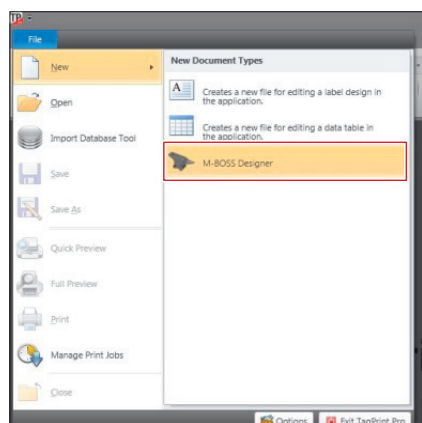 TP
File
New
New Document Types
A
Creates a new file for editing a label design in
the application.
Open
Creates a new file for editing a data table in
the application.
Import Database Tool
M-BOSS Designer
Save
Save As
Quick Preview
Full Preview
Print
Manage Print Jobs
Close
Options
Exit TagPrint Pro